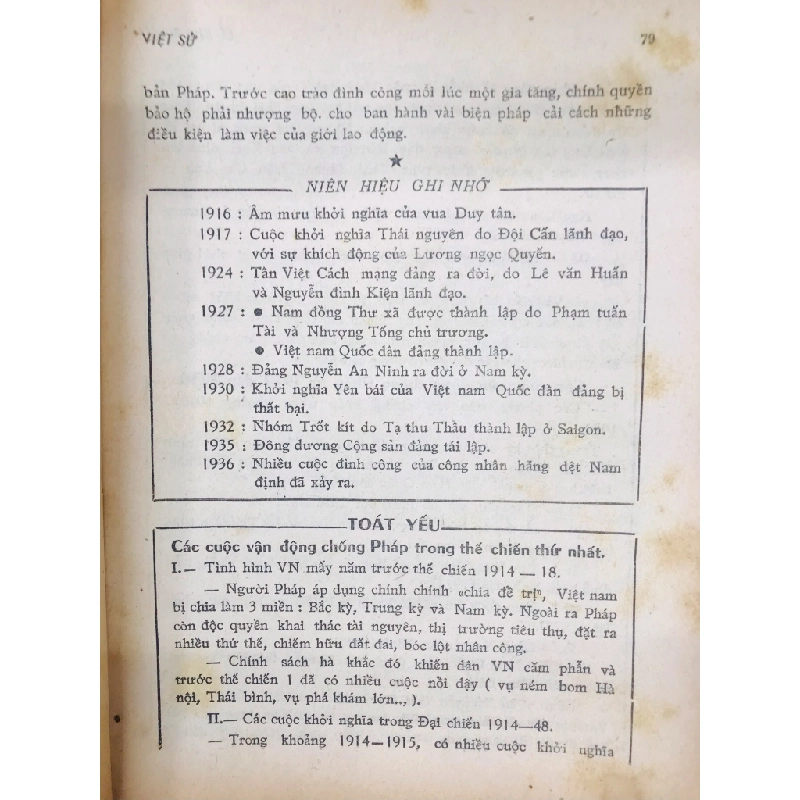 VIỆT SỬ 79
bản Pháp. Trước cao trào đình công mỗi lúc một gia tăng, chính quyền
bảo hộ phải nhượng bộ. cho ban hành vài biện pháp cải cách những
điều kiện làm việc của giới lao động.
★
NIÊN HIỆU GHI NHỚ
1916 : Âm mưu khởi nghĩa của vua Duy tân.
1917 : Cuộc khởi nghĩa Thái nguyên do Đội Cấn lãnh đạo,
với sự khích động của Lương ngọc Quyến.
1924 : Tân Việt Cách mạng đảng ra đời, do Lê văn Huấn
và Nguyễn đình Kiện lãnh đạo.
1927 : ● Nam đồng Thư xã được thành lập do Phạm tuấn
Tài và Nhượng Tống chủ trương.
● Việt nam Quốc dân đảng thành lập.
1928 : Đảng Nguyễn An Ninh ra đời ở Nam kỳ.
1930 : Khởi nghĩa Yên bái của Việt nam Quốc dân đảng bị
thất bại.
1932 : Nhóm Trốt kít do Tạ thu Thâu thành lập ở Saigon.
1935 : Đông dương Cộng sản đảng tái lập.
1936 : Nhiều cuộc đình công của công nhân hãng dệt Nam
định đã xảy ra.
TOÁT YẾU
Các cuộc vận động chống Pháp trong thế chiến thứ nhất.
I.— Tình hình VN mấy năm trước thế chiến 1914 — 18.
— Người Pháp áp dụng chính chính «chia để trị», Việt nam
bị chia làm 3 miền : Bắc kỳ, Trung kỳ và Nam kỳ. Ngoài ra Pháp
còn độc quyền khai thác tài nguyên, thị trường tiêu thụ, đặt ra
nhiều thứ thế, chiếm hữu đất đai, bóc lột nhân công.
— Chính sách hà khắc đó khiến dân VN căm phẫn và
trước thế chiến 1 đã có nhiều cuộc nổi dậy ( vụ ném bom Hà
nội, Thái bình, vụ phá khám lớn... ).
II.— Các cuộc khởi nghĩa trong Đại chiến 1914—48.
— Trong khoảng 1914—1915, có nhiều cuộc khởi nghĩa